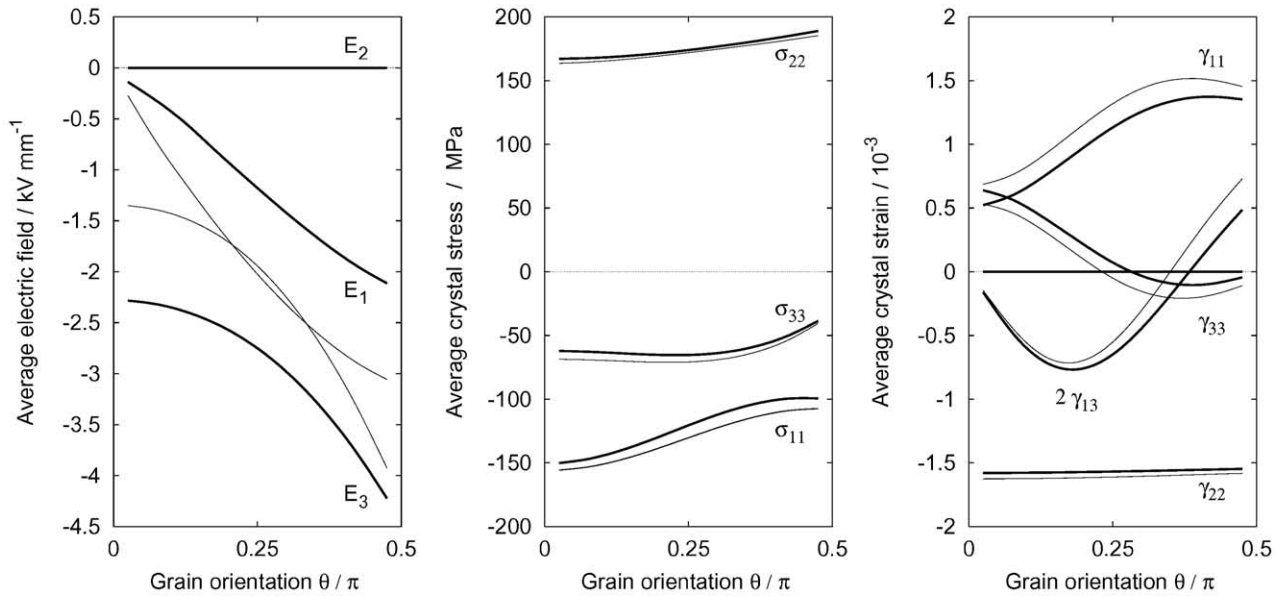 Average electric field / kV mm⁻¹
0.5
0
-0.5
-1
-1.5
-2
-2.5
-3
-3.5
-4
-4.5
E₂
E₁
E₃
0
0.25
0.5
Grain orientation θ / π
Average crystal stress / MPa
200
150
100
50
0
-50
-100
-150
-200
σ₂₂
σ₃₃
σ₁₁
0
0.25
0.5
Grain orientation θ / π
Average crystal strain / 10⁻³
2
1.5
1
0.5
0
-0.5
-1
-1.5
-2
γ₁₁
γ₃₃
2 γ₁₃
γ₂₂
0
0.25
0.5
Grain orientation θ / π